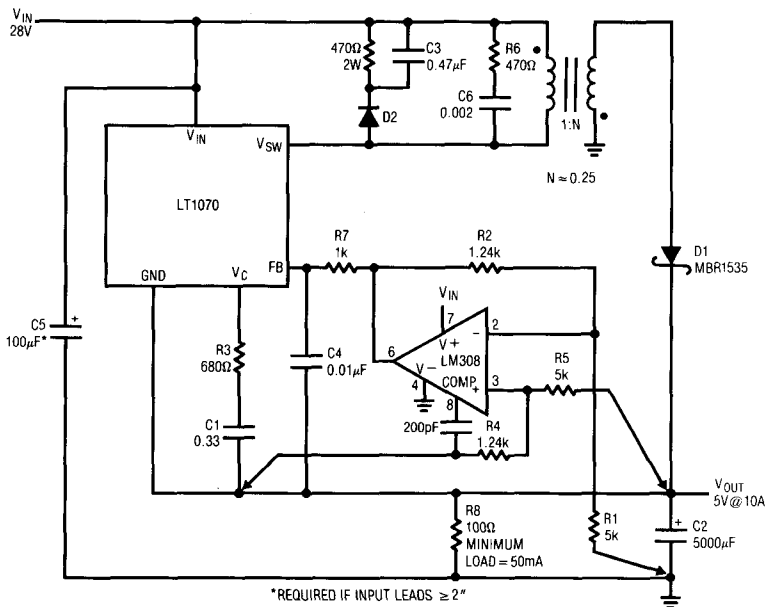 VIN
28V
470Ω
2W
C3
0.47µF
R6
470Ω
C6
0.002
D2
1:N
N ≈ 0.25
VIN
VSW
LT1070
GND
VC
FB
R7
1k
R2
1.24k
D1
MBR1535
C5
100µF*
+
R3
680Ω
C1
0.33
C4
0.01µF
VIN
7
V+
−
2
6
LM308
V−
4
COMP
+
3
8
R5
5k
200pF
R4
1.24k
VOUT
5V@10A
R8
100Ω
MINIMUM
LOAD = 50mA
R1
5k
+
C2
5000µF
*REQUIRED IF INPUT LEADS ≥ 2"